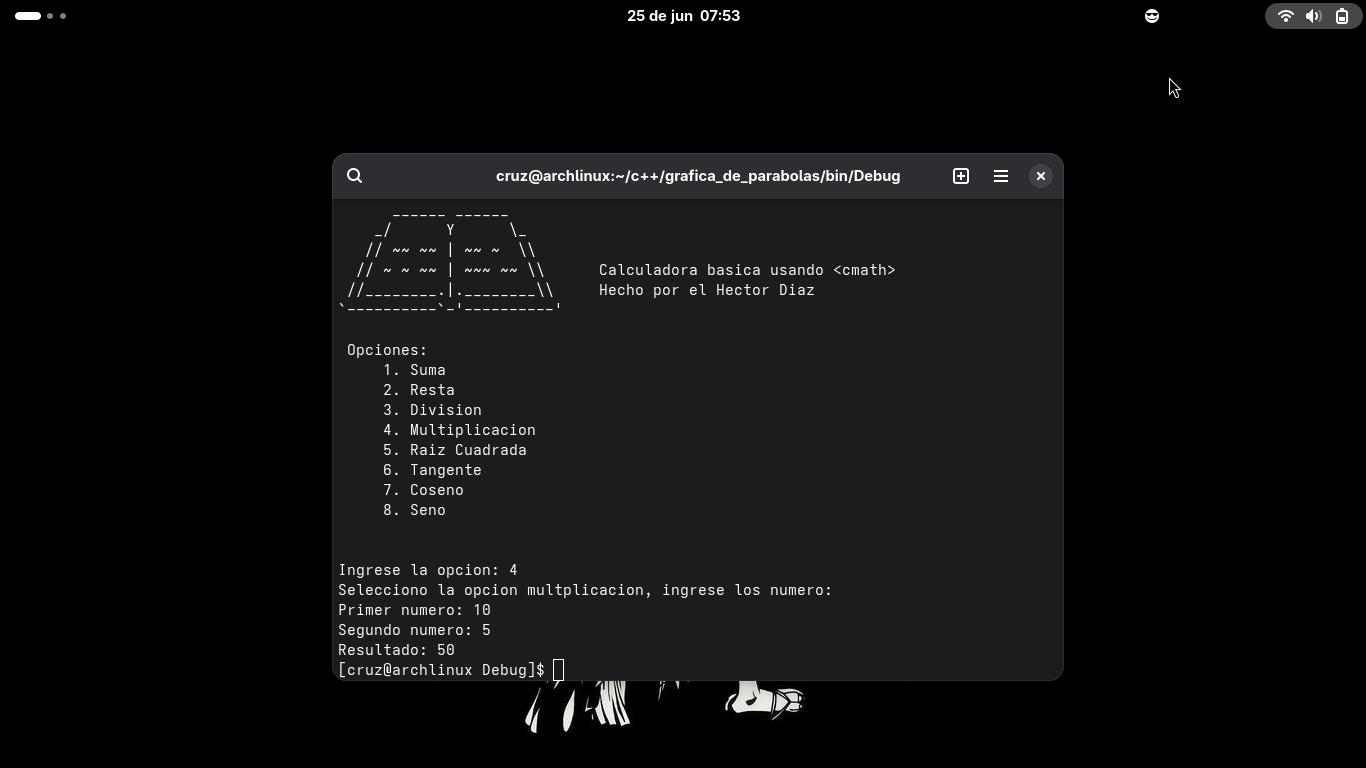 25 de jun 07:53
cruz@archlinux:~/c++/grafica_de_parabolas/bin/Debug
      ------ ------
    _/      Y      \_
   // ~~ ~~ | ~~ ~  \\
  // ~ ~ ~~ | ~~~ ~~ \\      Calculadora basica usando <cmath>
 //________.|.________\\     Hecho por el Hector Diaz
`----------`-'----------'
Opciones:
1. Suma
2. Resta
3. Division
4. Multiplicacion
5. Raiz Cuadrada
6. Tangente
7. Coseno
8. Seno
Ingrese la opcion: 4
Selecciono la opcion multplicacion, ingrese los numero:
Primer numero: 10
Segundo numero: 5
Resultado: 50
[cruz@archlinux Debug]$